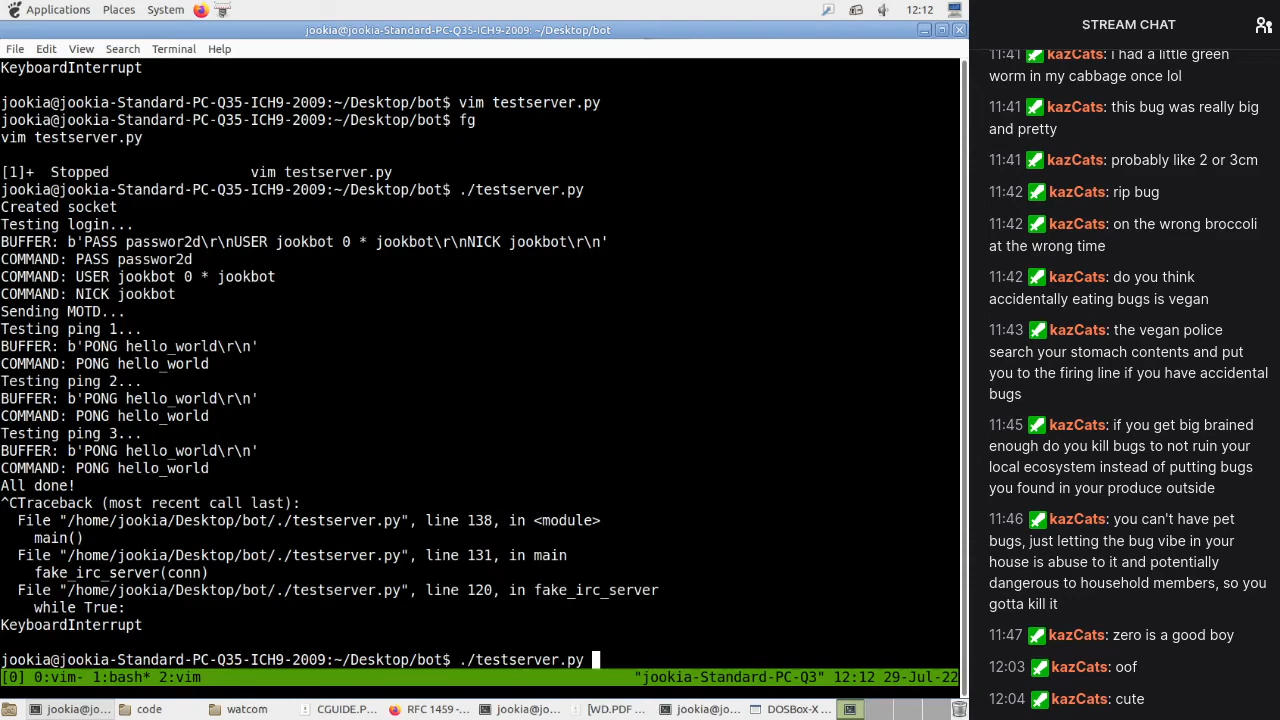 Applications Places System 12:12
jookia@jookia-Standard-PC-Q35-ICH9-2009: ~/Desktop/bot
File Edit View Search Terminal Help
KeyboardInterrupt
jookia@jookia-Standard-PC-Q35-ICH9-2009:~/Desktop/bot$ vim testserver.py
jookia@jookia-Standard-PC-Q35-ICH9-2009:~/Desktop/bot$ fg
vim testserver.py
[1]+ Stopped vim testserver.py
jookia@jookia-Standard-PC-Q35-ICH9-2009:~/Desktop/bot$ ./testserver.py
Created socket
Testing login...
BUFFER: b'PASS passwor2d\r\nUSER jookbot 0 * jookbot\r\nNICK jookbot\r\n'
COMMAND: PASS passwor2d
COMMAND: USER jookbot 0 * jookbot
COMMAND: NICK jookbot
Sending MOTD...
Testing ping 1...
BUFFER: b'PONG hello_world\r\n'
COMMAND: PONG hello_world
Testing ping 2...
BUFFER: b'PONG hello_world\r\n'
COMMAND: PONG hello_world
Testing ping 3...
BUFFER: b'PONG hello_world\r\n'
COMMAND: PONG hello_world
All done!
^CTraceback (most recent call last):
File "/home/jookia/Desktop/bot/./testserver.py", line 138, in <module>
main()
File "/home/jookia/Desktop/bot/./testserver.py", line 131, in main
fake_irc_server(conn)
File "/home/jookia/Desktop/bot/./testserver.py", line 120, in fake_irc_server
while True:
KeyboardInterrupt
jookia@jookia-Standard-PC-Q35-ICH9-2009:~/Desktop/bot$ ./testserver.py
[0] 0:vim- 1:bash* 2:vim "jookia-Standard-PC-Q3" 12:12 29-Jul-22
jookia@jo... code watcom CGUIDE.P... RFC 1459 -... jookia@jo... [WD.PDF ... jookia@jo... DOSBox-X ...
STREAM CHAT
11:41 kazCats: i had a little green
worm in my cabbage once lol
11:41 kazCats: this bug was really big
and pretty
11:41 kazCats: probably like 2 or 3cm
11:42 kazCats: rip bug
11:42 kazCats: on the wrong broccoli
at the wrong time
11:42 kazCats: do you think
accidentally eating bugs is vegan
11:43 kazCats: the vegan police
search your stomach contents and put
you to the firing line if you have accidental
bugs
11:45 kazCats: if you get big brained
enough do you kill bugs to not ruin your
local ecosystem instead of putting bugs
you found in your produce outside
11:46 kazCats: you can't have pet
bugs, just letting the bug vibe in your
house is abuse to it and potentially
dangerous to household members, so you
gotta kill it
11:47 kazCats: zero is a good boy
12:03 kazCats: oof
12:04 kazCats: cute